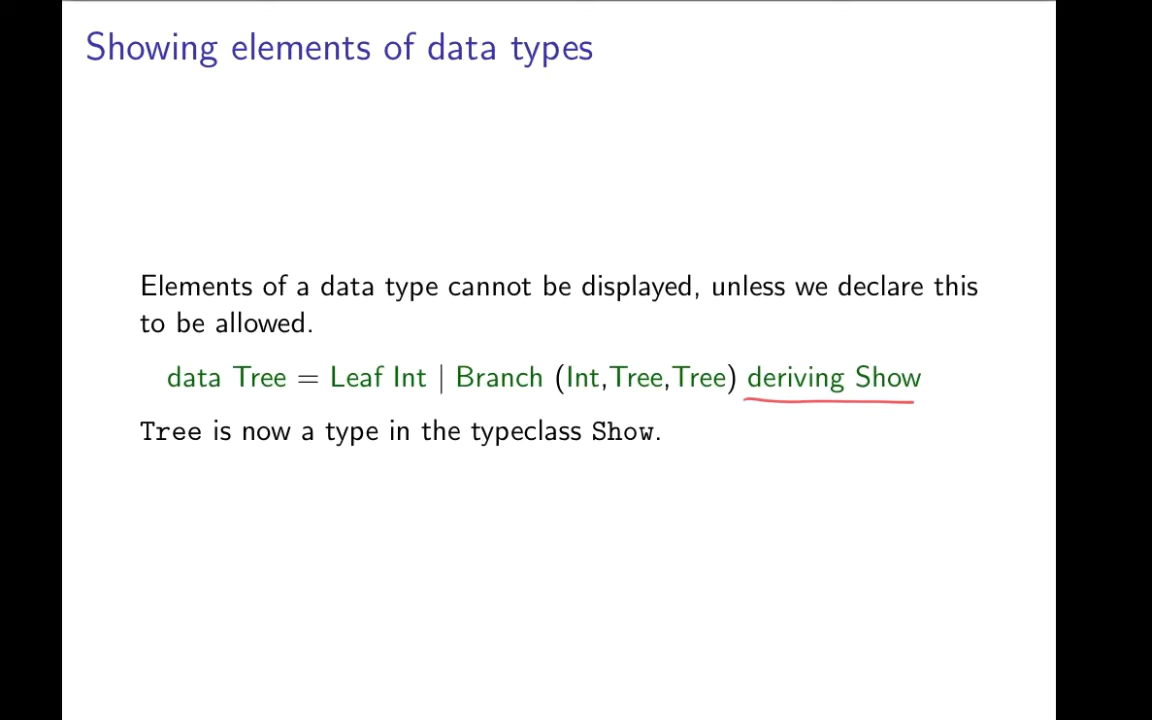 Showing elements of data types
Elements of a data type cannot be displayed, unless we declare this
to be allowed.
data Tree = Leaf Int | Branch (Int,Tree,Tree) deriving Show
Tree is now a type in the typeclass Show.